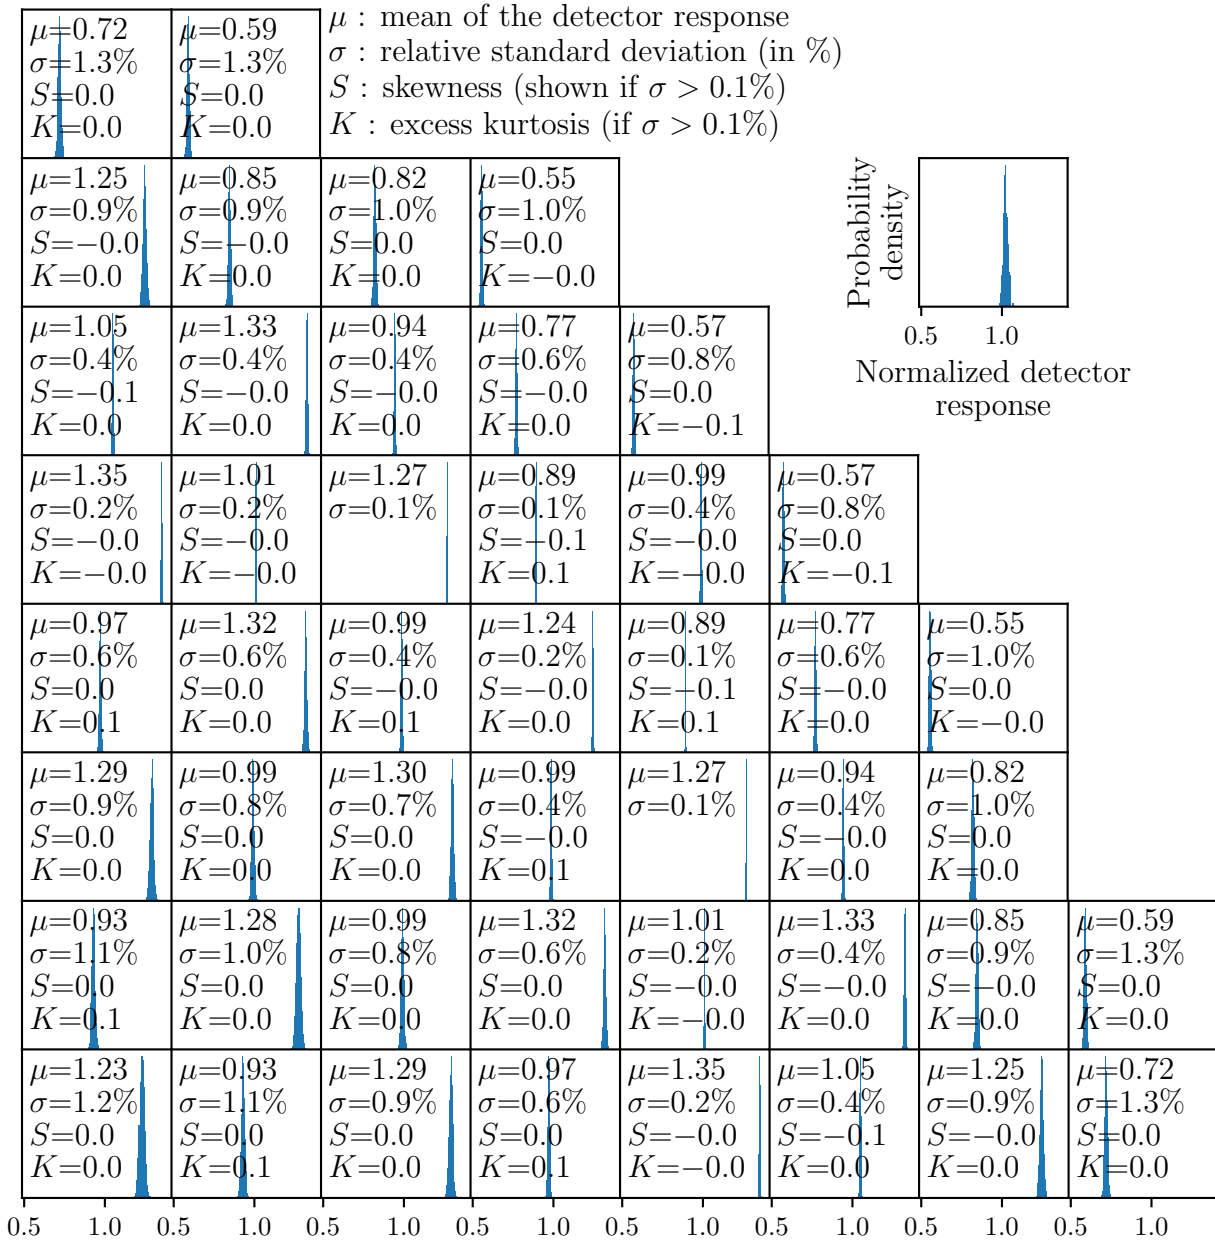 μ : mean of the detector response
σ : relative standard deviation (in %)
S : skewness (shown if σ > 0.1%)
K : excess kurtosis (if σ > 0.1%)
μ=0.72 μ=0.59
σ=1.3% σ=1.3%
S=0.0 S=0.0
K=0.0 K=0.0
Probability
density
0.5 1.0
Normalized detector
response
μ=1.25 μ=0.85 μ=0.82 μ=0.55
σ=0.9% σ=0.9% σ=1.0% σ=1.0%
S=−0.0 S=−0.0 S=0.0 S=0.0
K=0.0 K=0.0 K=0.0 K=−0.0
μ=1.05 μ=1.33 μ=0.94 μ=0.77 μ=0.57
σ=0.4% σ=0.4% σ=0.4% σ=0.6% σ=0.8%
S=−0.1 S=−0.0 S=−0.0 S=−0.0 S=0.0
K=0.0 K=0.0 K=0.0 K=0.0 K=−0.1
μ=1.35 μ=1.01 μ=1.27 μ=0.89 μ=0.99 μ=0.57
σ=0.2% σ=0.2% σ=0.1% σ=0.1% σ=0.4% σ=0.8%
S=−0.0 S=−0.0 S=−0.1 S=−0.0 S=0.0
K=−0.0 K=−0.0 K=0.1 K=−0.0 K=−0.1
μ=0.97 μ=1.32 μ=0.99 μ=1.24 μ=0.89 μ=0.77 μ=0.55
σ=0.6% σ=0.6% σ=0.4% σ=0.2% σ=0.1% σ=0.6% σ=1.0%
S=0.0 S=0.0 S=−0.0 S=−0.0 S=−0.1 S=−0.0 S=0.0
K=0.1 K=0.0 K=0.1 K=0.0 K=0.1 K=0.0 K=−0.0
μ=1.29 μ=0.99 μ=1.30 μ=0.99 μ=1.27 μ=0.94 μ=0.82
σ=0.9% σ=0.8% σ=0.7% σ=0.4% σ=0.1% σ=0.4% σ=1.0%
S=0.0 S=0.0 S=0.0 S=−0.0 S=−0.0 S=0.0
K=0.0 K=0.0 K=0.0 K=0.1 K=0.0 K=0.0
μ=0.93 μ=1.28 μ=0.99 μ=1.32 μ=1.01 μ=1.33 μ=0.85 μ=0.59
σ=1.1% σ=1.0% σ=0.8% σ=0.6% σ=0.2% σ=0.4% σ=0.9% σ=1.3%
S=0.0 S=0.0 S=0.0 S=0.0 S=−0.0 S=−0.0 S=−0.0 S=0.0
K=0.1 K=0.0 K=0.0 K=0.0 K=−0.0 K=0.0 K=0.0 K=0.0
μ=1.23 μ=0.93 μ=1.29 μ=0.97 μ=1.35 μ=1.05 μ=1.25 μ=0.72
σ=1.2% σ=1.1% σ=0.9% σ=0.6% σ=0.2% σ=0.4% σ=0.9% σ=1.3%
S=0.0 S=0.0 S=0.0 S=0.0 S=−0.0 S=−0.1 S=−0.0 S=0.0
K=0.0 K=0.1 K=0.0 K=0.1 K=−0.0 K=0.0 K=0.0 K=0.0
0.5 1.0 0.5 1.0 0.5 1.0 0.5 1.0 0.5 1.0 0.5 1.0 0.5 1.0 0.5 1.0